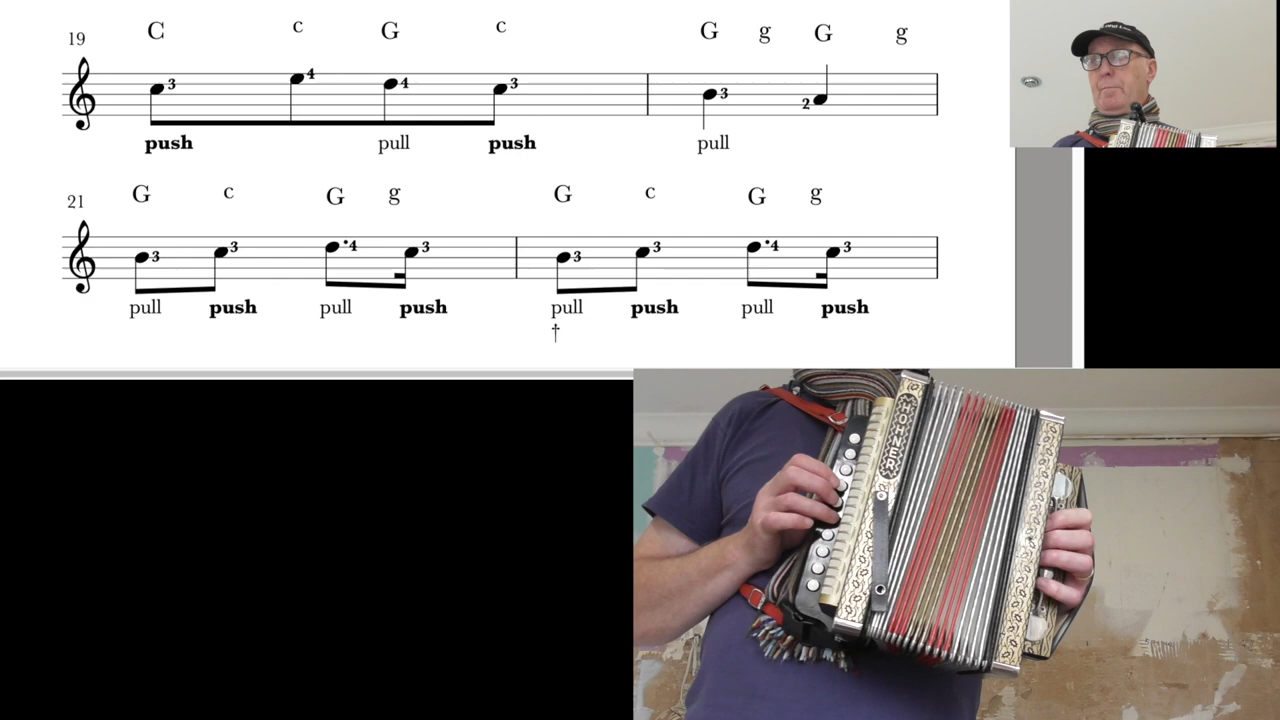 19 C c G c G g G g
3 4 4 3 3 2
push pull push pull
21 G c G g G c G g
3 3 4 3 3 3 4 3
pull push pull push pull push pull push
†
HOHNER